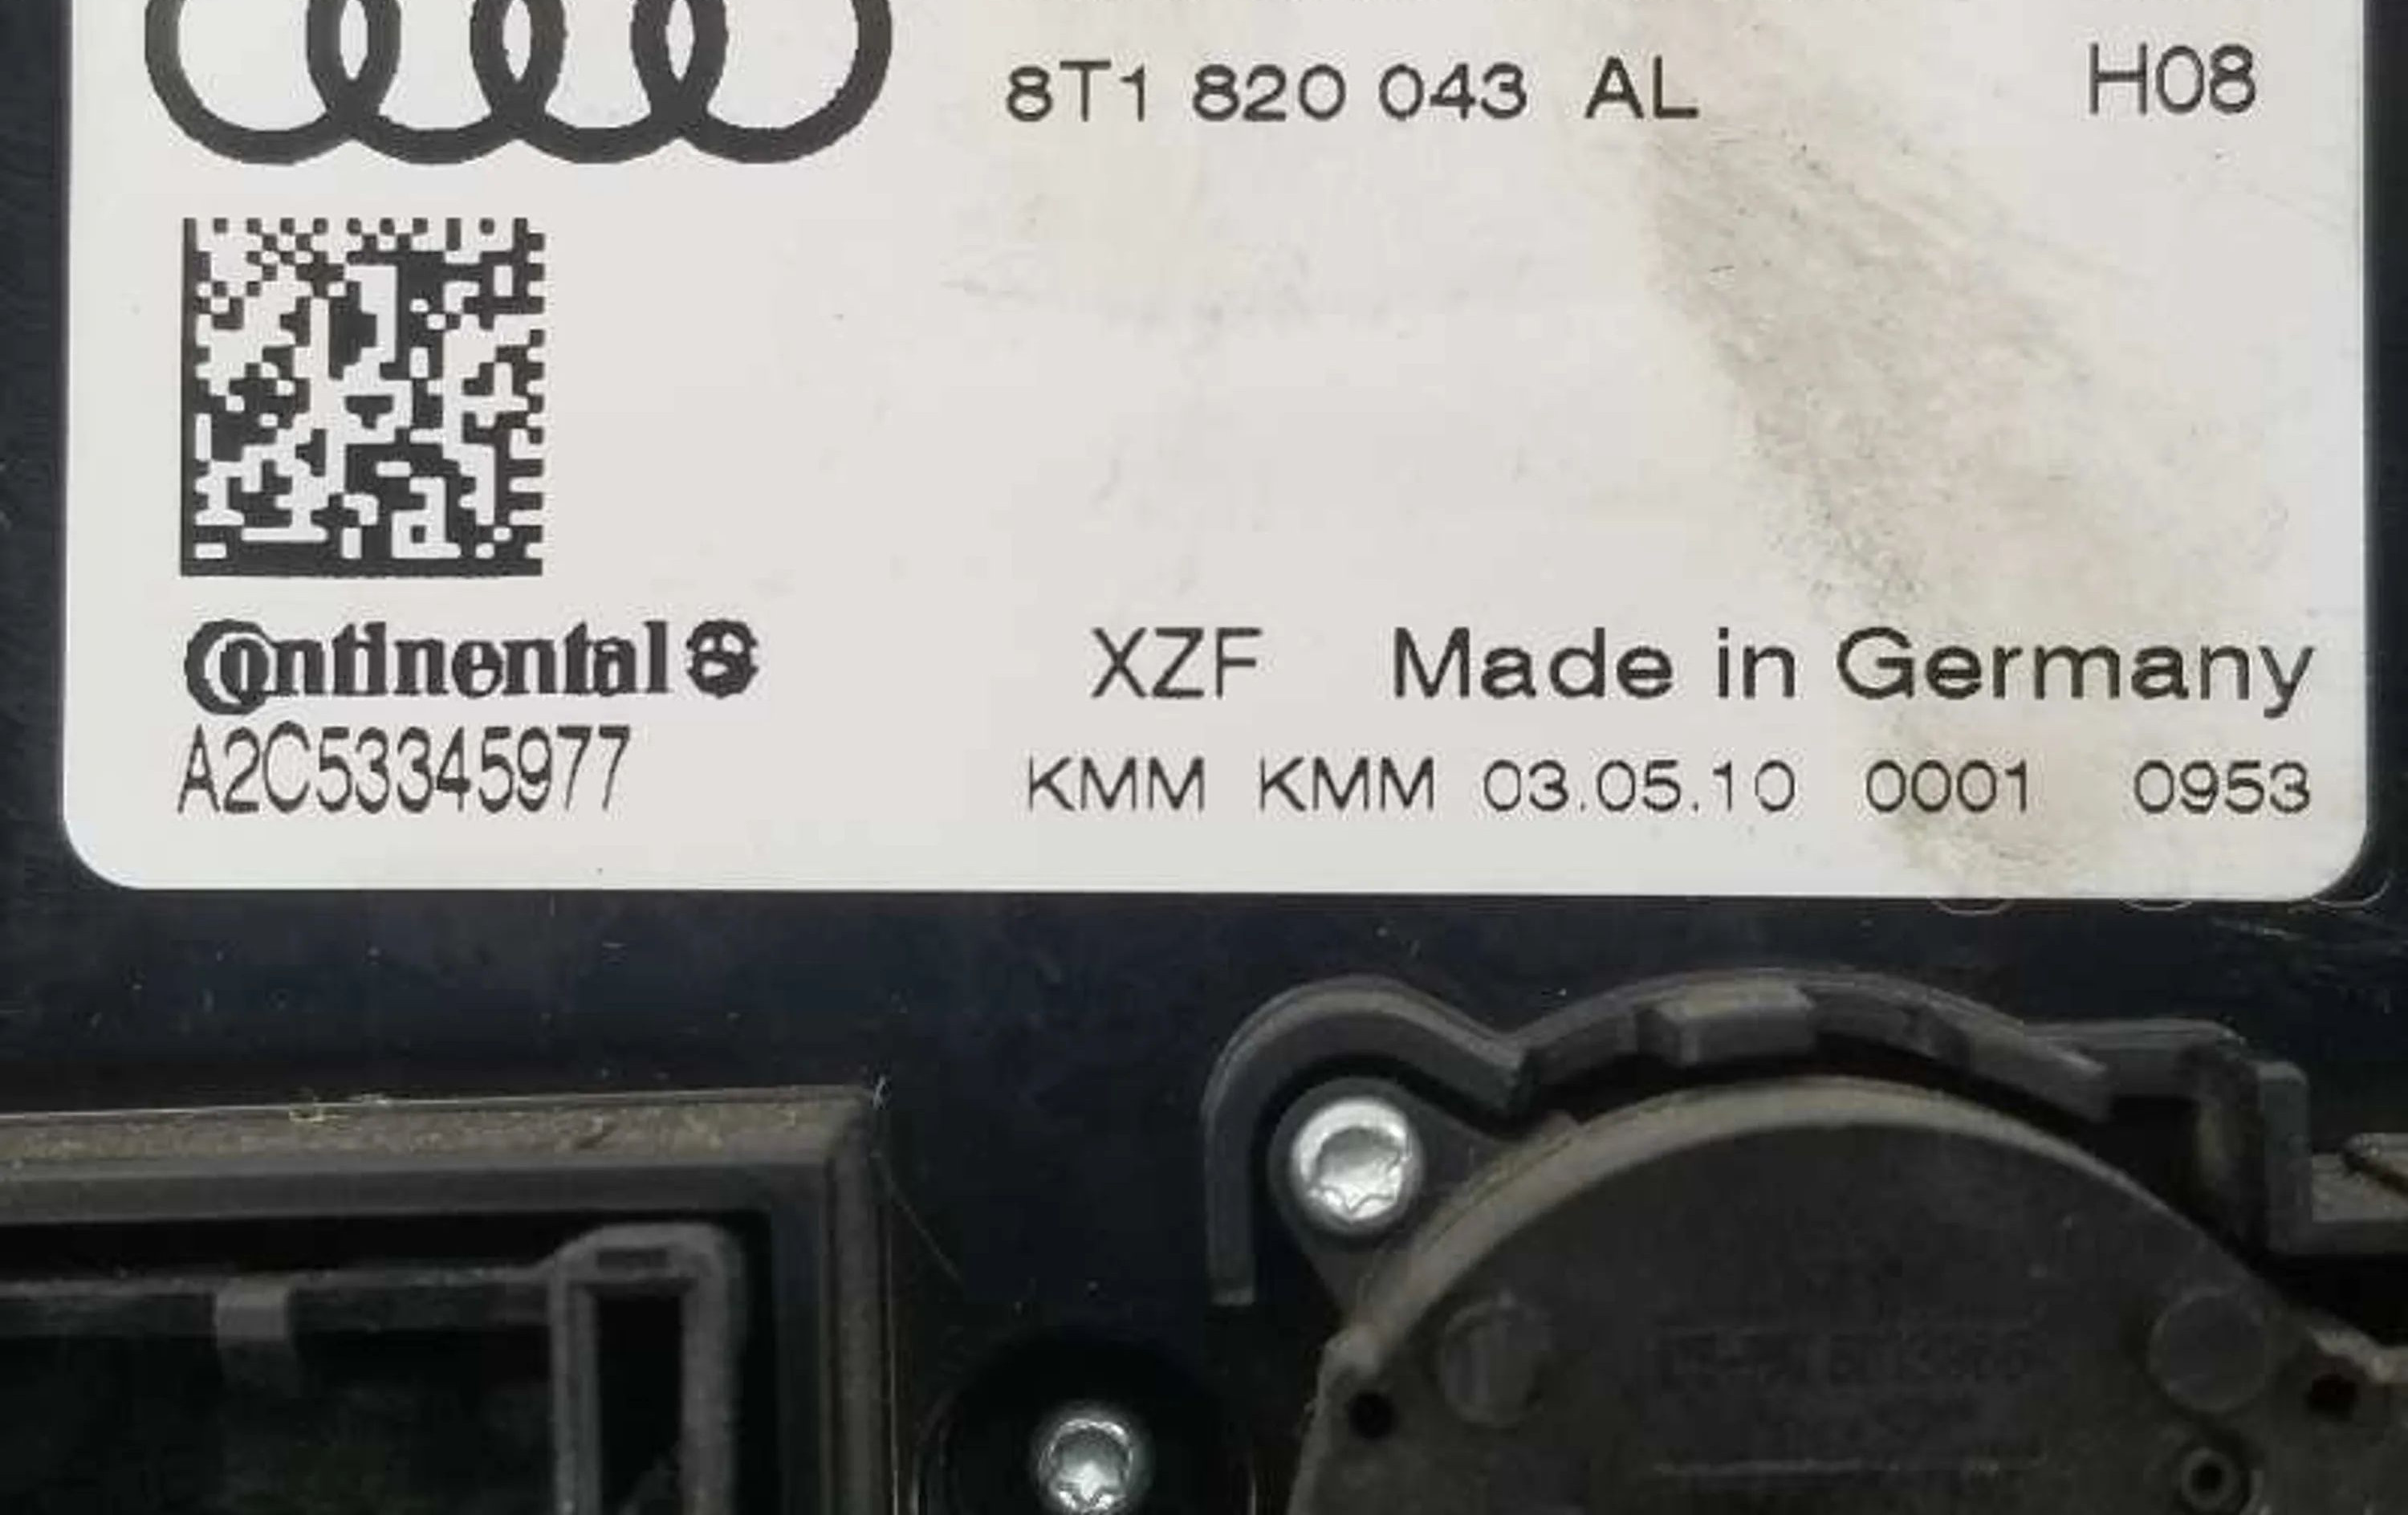 8T1 820 043 AL H08
Continental
XZF Made in Germany
A2C53345977
KMM KMM 03.05.10 0001 0953